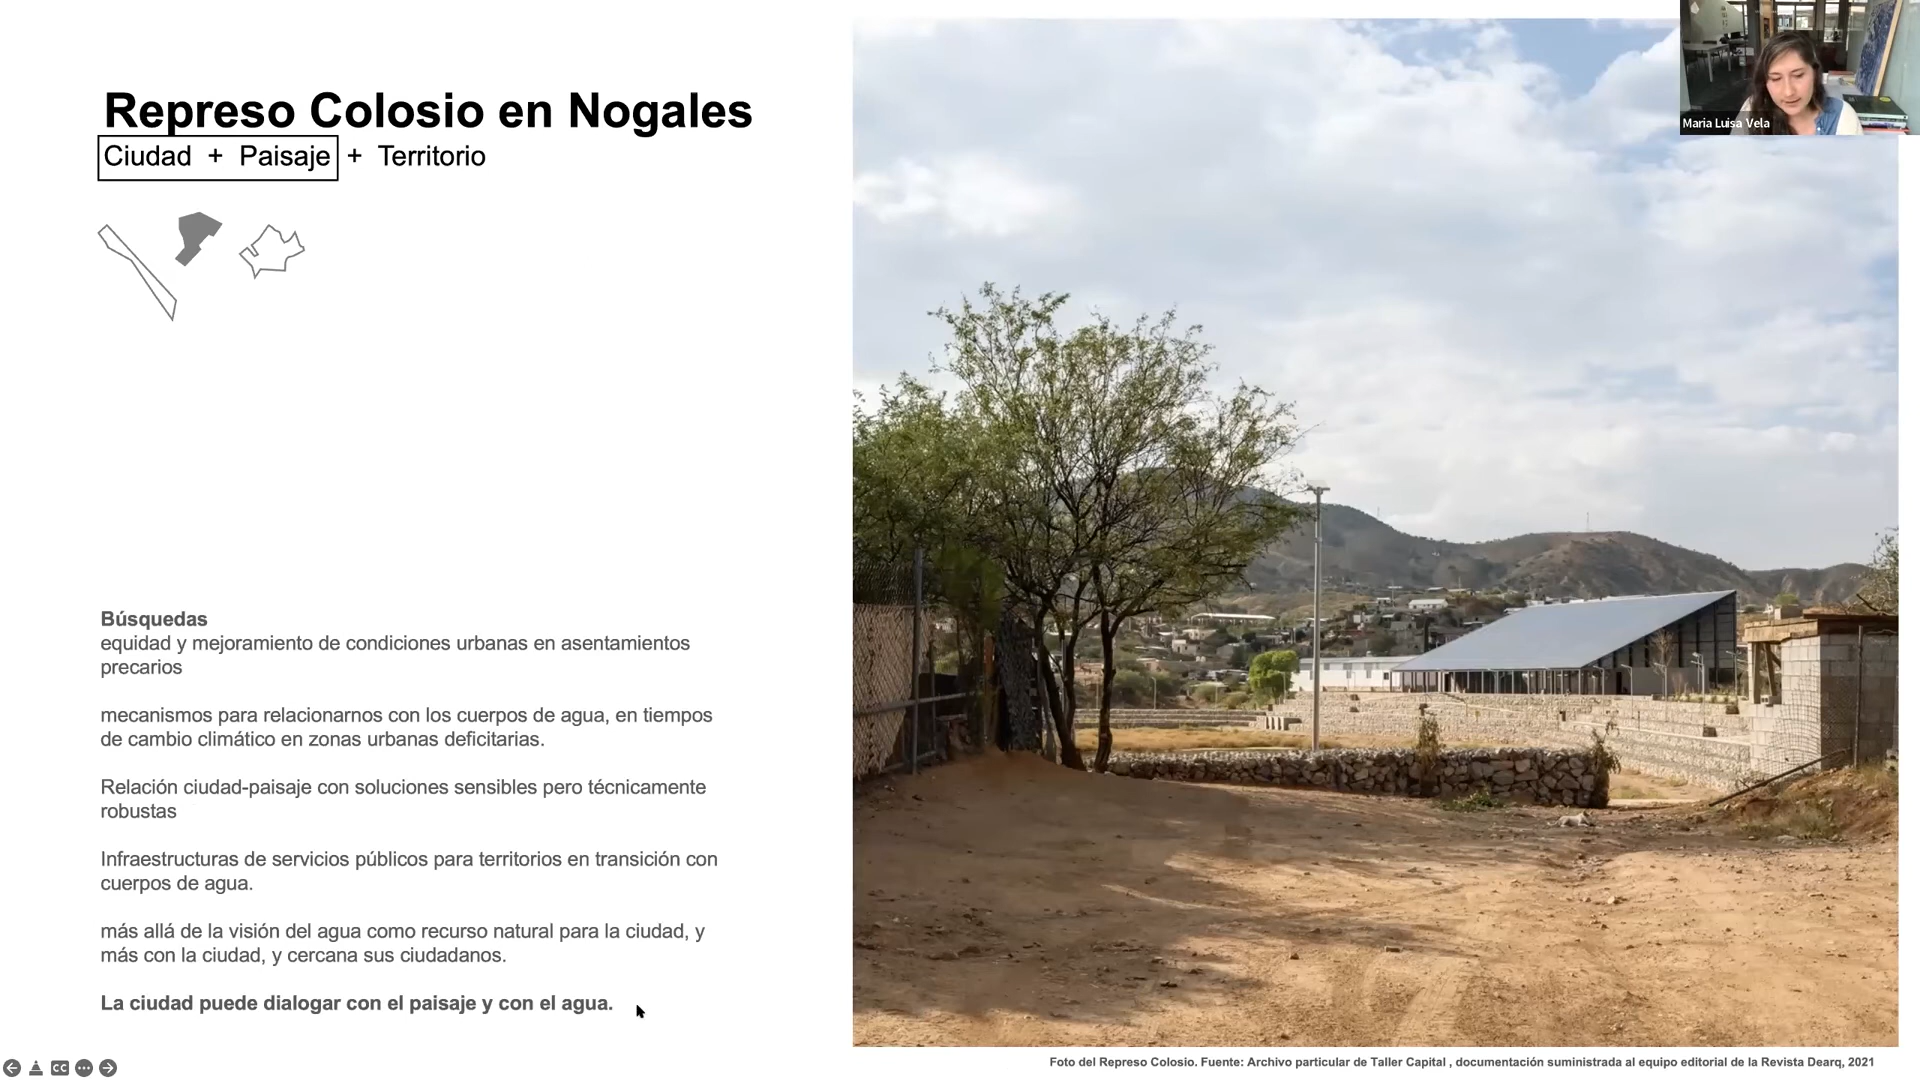 Represo Colosio en Nogales
Ciudad + Paisaje + Territorio
Maria Luisa Vela
Búsquedas
equidad y mejoramiento de condiciones urbanas en asentamientos
precarios
mecanismos para relacionarnos con los cuerpos de agua, en tiempos
de cambio climático en zonas urbanas deficitarias.
Relación ciudad-paisaje con soluciones sensibles pero técnicamente
robustas
Infraestructuras de servicios públicos para territorios en transición con
cuerpos de agua.
más allá de la visión del agua como recurso natural para la ciudad, y
más con la ciudad, y cercana sus ciudadanos.
La ciudad puede dialogar con el paisaje y con el agua.
CC
Foto del Represo Colosio. Fuente: Archivo particular de Taller Capital , documentación suministrada al equipo editorial de la Revista Dearq, 2021